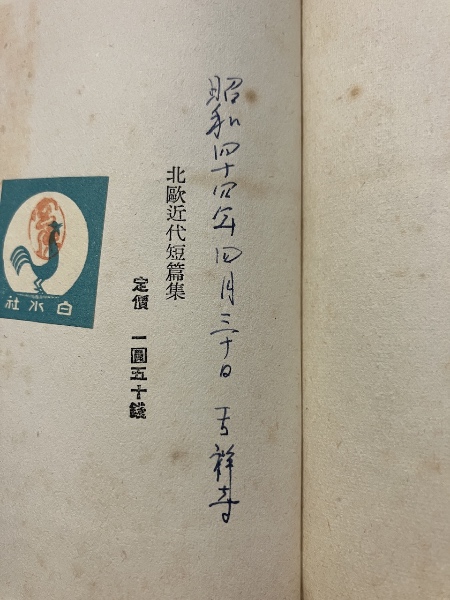 昭和四十四年四月三十日 吉祥寺
北歐近代短篇集
定價 一圓五十錢
社水白